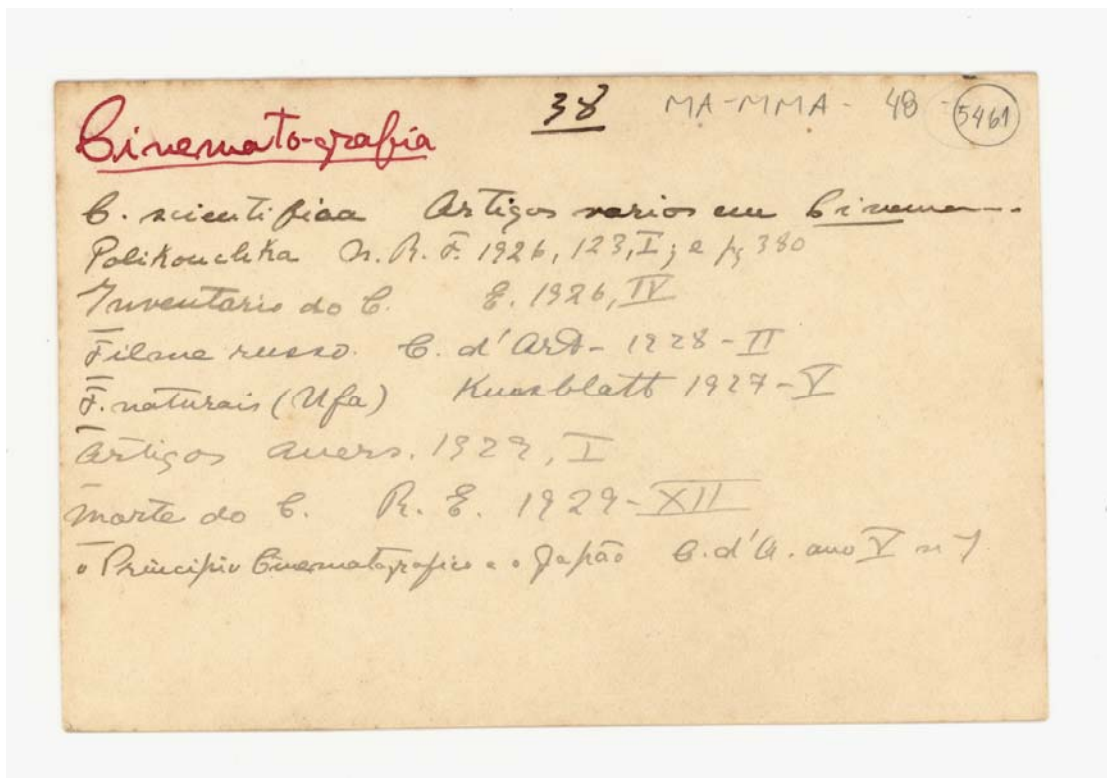 38 MA-MMA- 48 - 5461
Cinemato-grafia
C. scientifica Artigos varios em Cinema
Polikouchka N. R. F. 1926, 123, I; e pg 380
Inventario do C. E. 1926, IV
Filme russo. C. d'Art - 1928 - II
F. naturais (Ufa) 1927 - V
Artigos 1929, I
Morte do C. R. E. 1929 - XII
O Principio Cinematografico e o Japão C. d'A. ano V n 1